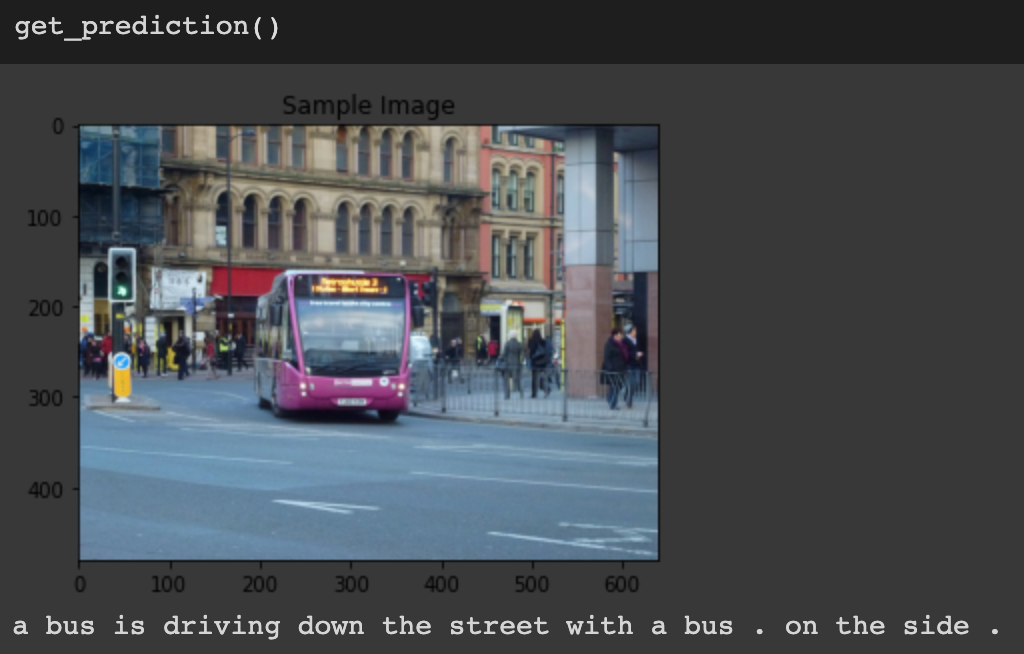 get_prediction()
Sample Image
0
100
200
300
400
0 100 200 300 400 500 600
a bus is driving down the street with a bus . on the side .